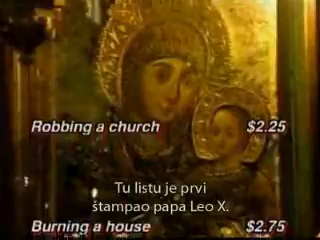 Robbing a church $2.25
Tu listu je prvi
štampao papa Leo X.
Burning a house $2.75